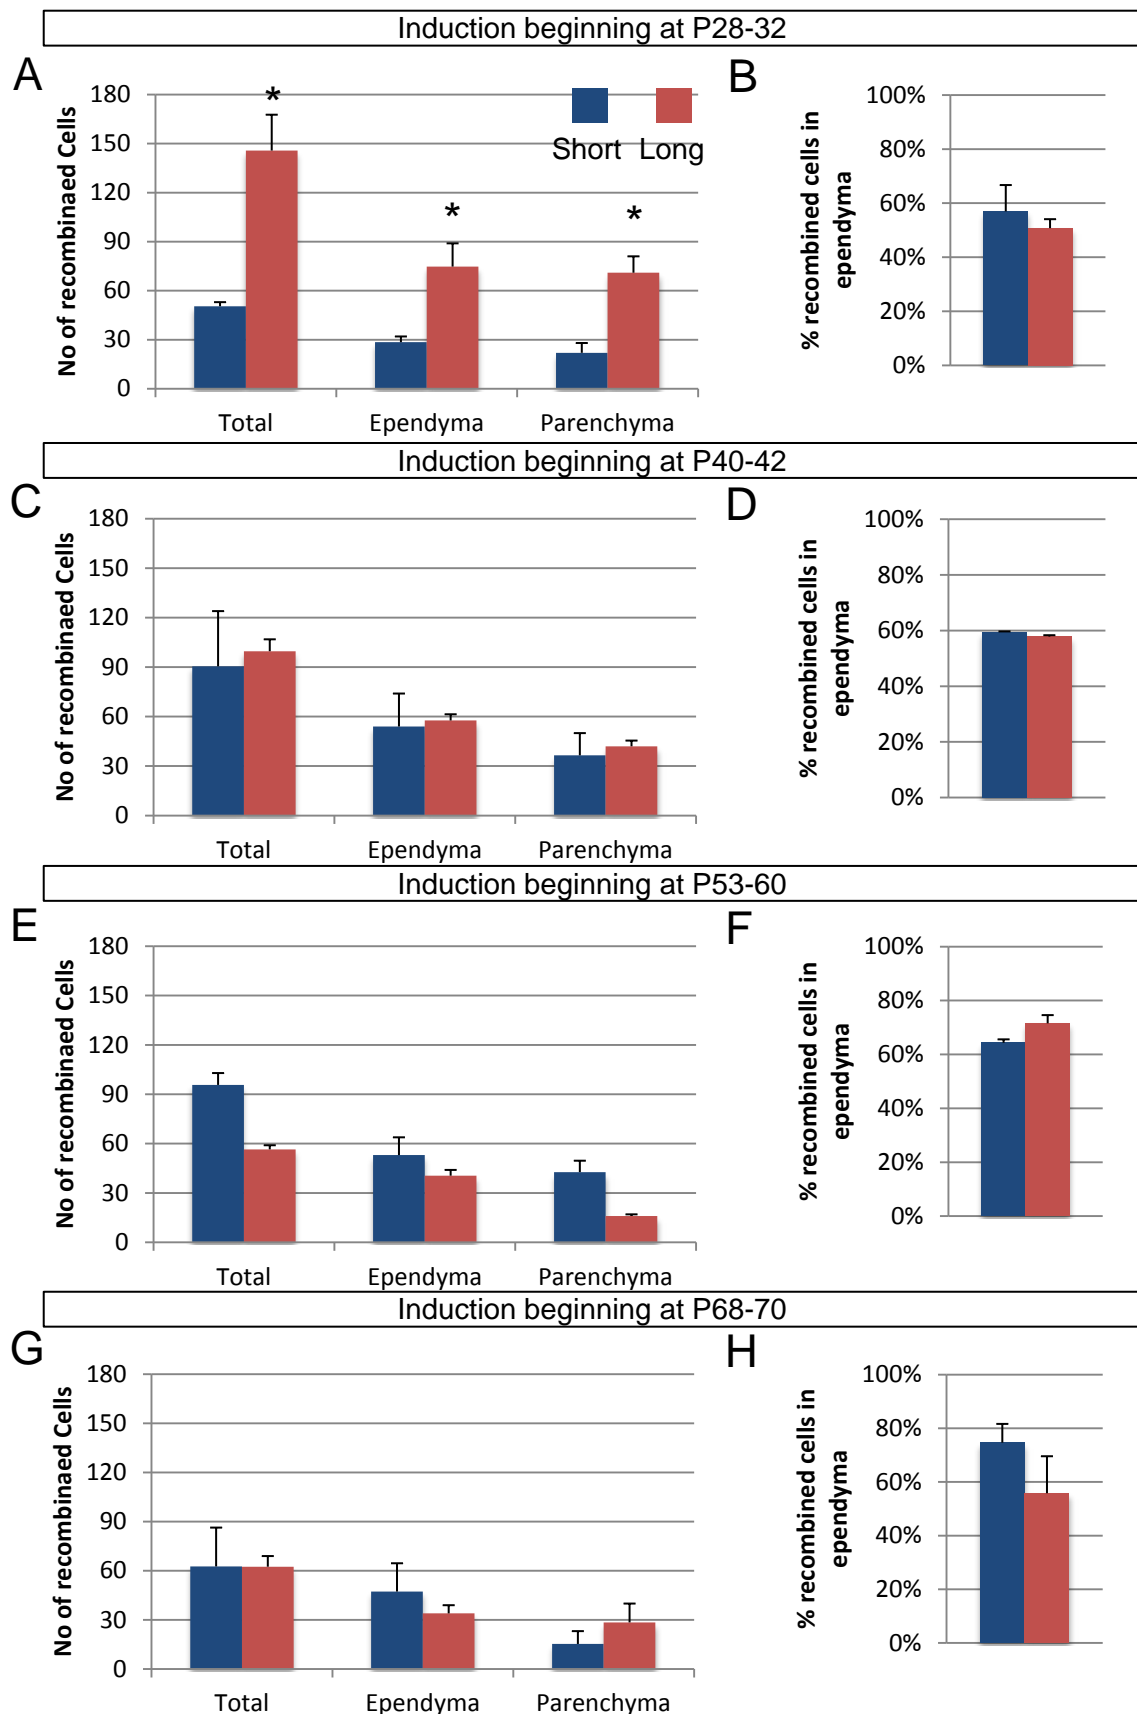 Induction beginning at P28-32
A
No of recombinaed Cells
180
150
120
90
60
30
0
*
*
*
Short Long
Total Ependyma Parenchyma
B
% recombined cells in
ependyma
100%
80%
60%
40%
20%
0%
Induction beginning at P40-42
C
No of recombinaed Cells
180
150
120
90
60
30
0
Total Ependyma Parenchyma
D
% recombined cells in
ependyma
100%
80%
60%
40%
20%
0%
Induction beginning at P53-60
E
No of recombinaed Cells
180
150
120
90
60
30
0
Total Ependyma Parenchyma
F
% recombined cells in
ependyma
100%
80%
60%
40%
20%
0%
Induction beginning at P68-70
G
No of recombinaed Cells
180
150
120
90
60
30
0
Total Ependyma Parenchyma
H
% recombined cells in
ependyma
100%
80%
60%
40%
20%
0%